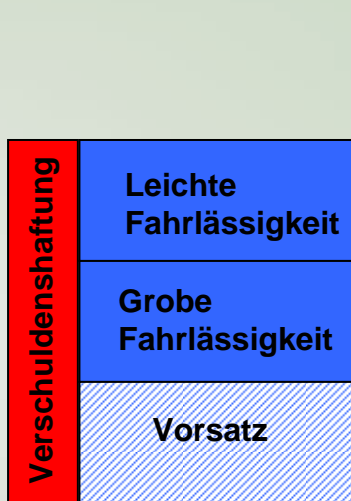 Verschuldenshaftung
Leichte
Fahrlässigkeit
Grobe
Fahrlässigkeit
Vorsatz